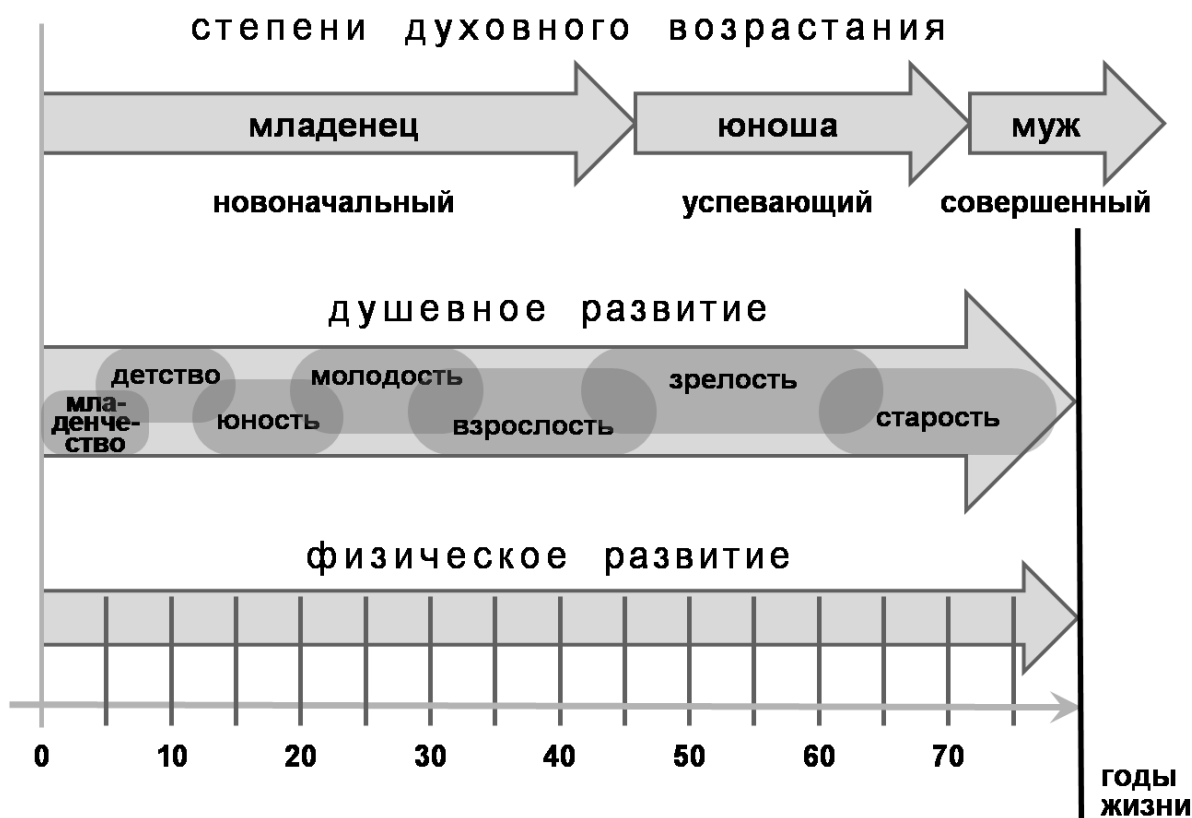 степени духовного возрастания
младенец юноша муж
новоначальный успевающий совершенный
душевное развитие
детство молодость зрелость
мла-
денче-
ство
юность взрослость старость
физическое развитие
0 10 20 30 40 50 60 70
годы
жизни